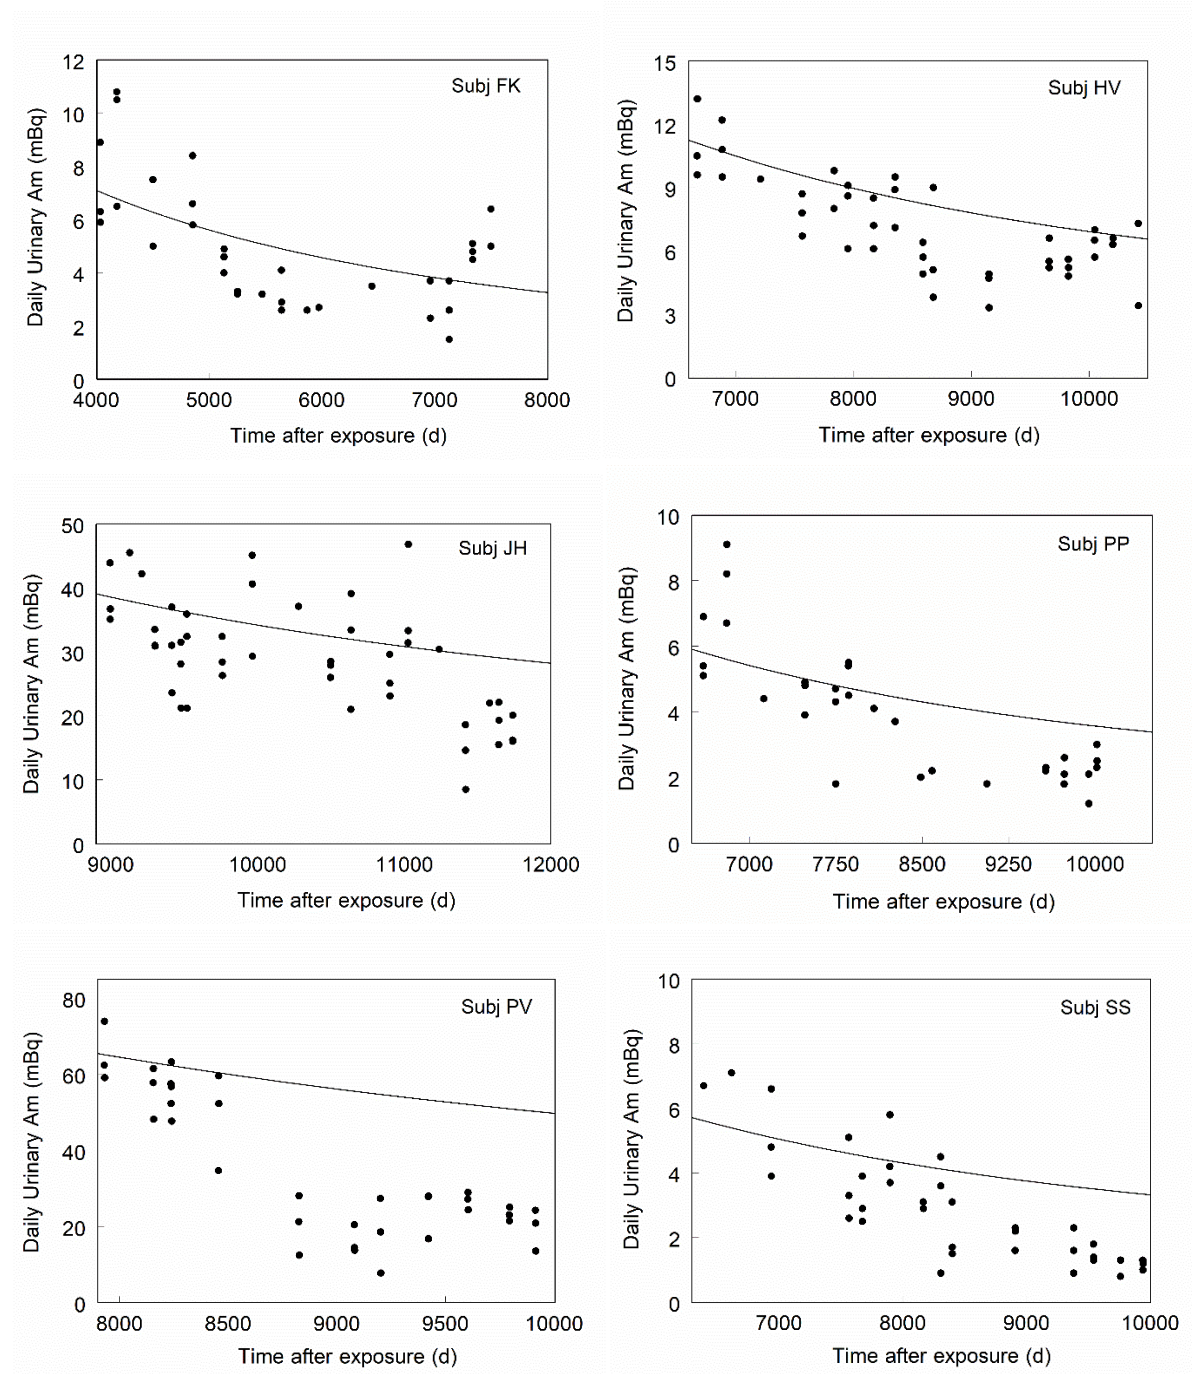 Subj FK
Daily Urinary Am (mBq)
12
10
8
6
4
2
0
4000 5000 6000 7000 8000
Time after exposure (d)
Subj HV
Daily Urinary Am (mBq)
15
12
9
6
3
0
7000 8000 9000 10000
Time after exposure (d)
Subj JH
Daily Urinary Am (mBq)
50
40
30
20
10
0
9000 10000 11000 12000
Time after exposure (d)
Subj PP
Daily Urinary Am (mBq)
10
8
6
4
2
0
7000 7750 8500 9250 10000
Time after exposure (d)
Subj PV
Daily Urinary Am (mBq)
80
60
40
20
0
8000 8500 9000 9500 10000
Time after exposure (d)
Subj SS
Daily Urinary Am (mBq)
10
8
6
4
2
0
7000 8000 9000 10000
Time after exposure (d)